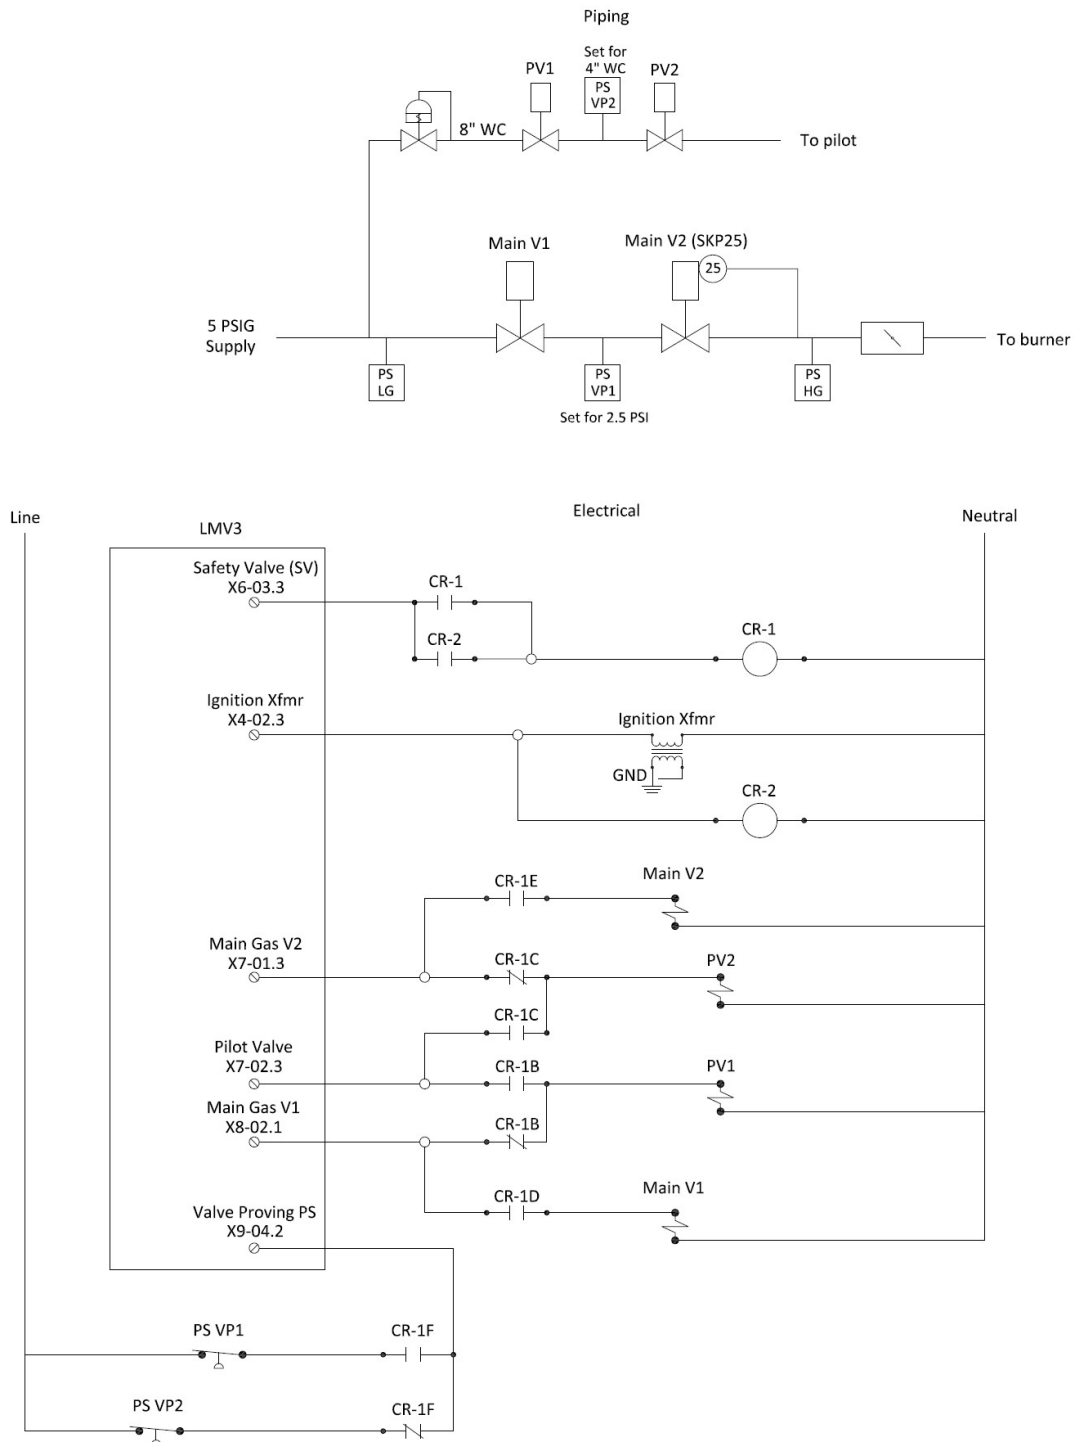 Piping
Set for
4" WC
PV1
PS
VP2
PV2
8" WC
To pilot
Main V1
Main V2 (SKP25)
25
5 PSIG
Supply
To burner
PS
LG
PS
VP1
PS
HG
Set for 2.5 PSI
Line
Electrical
Neutral
LMV3
Safety Valve (SV)
X6-03.3
CR-1
CR-2
CR-1
Ignition Xfmr
X4-02.3
Ignition Xfmr
GND
CR-2
CR-1E
Main V2
Main Gas V2
X7-01.3
CR-1C
PV2
CR-1C
Pilot Valve
X7-02.3
CR-1B
PV1
Main Gas V1
X8-02.1
CR-1B
CR-1D
Main V1
Valve Proving PS
X9-04.2
PS VP1
CR-1F
PS VP2
CR-1F